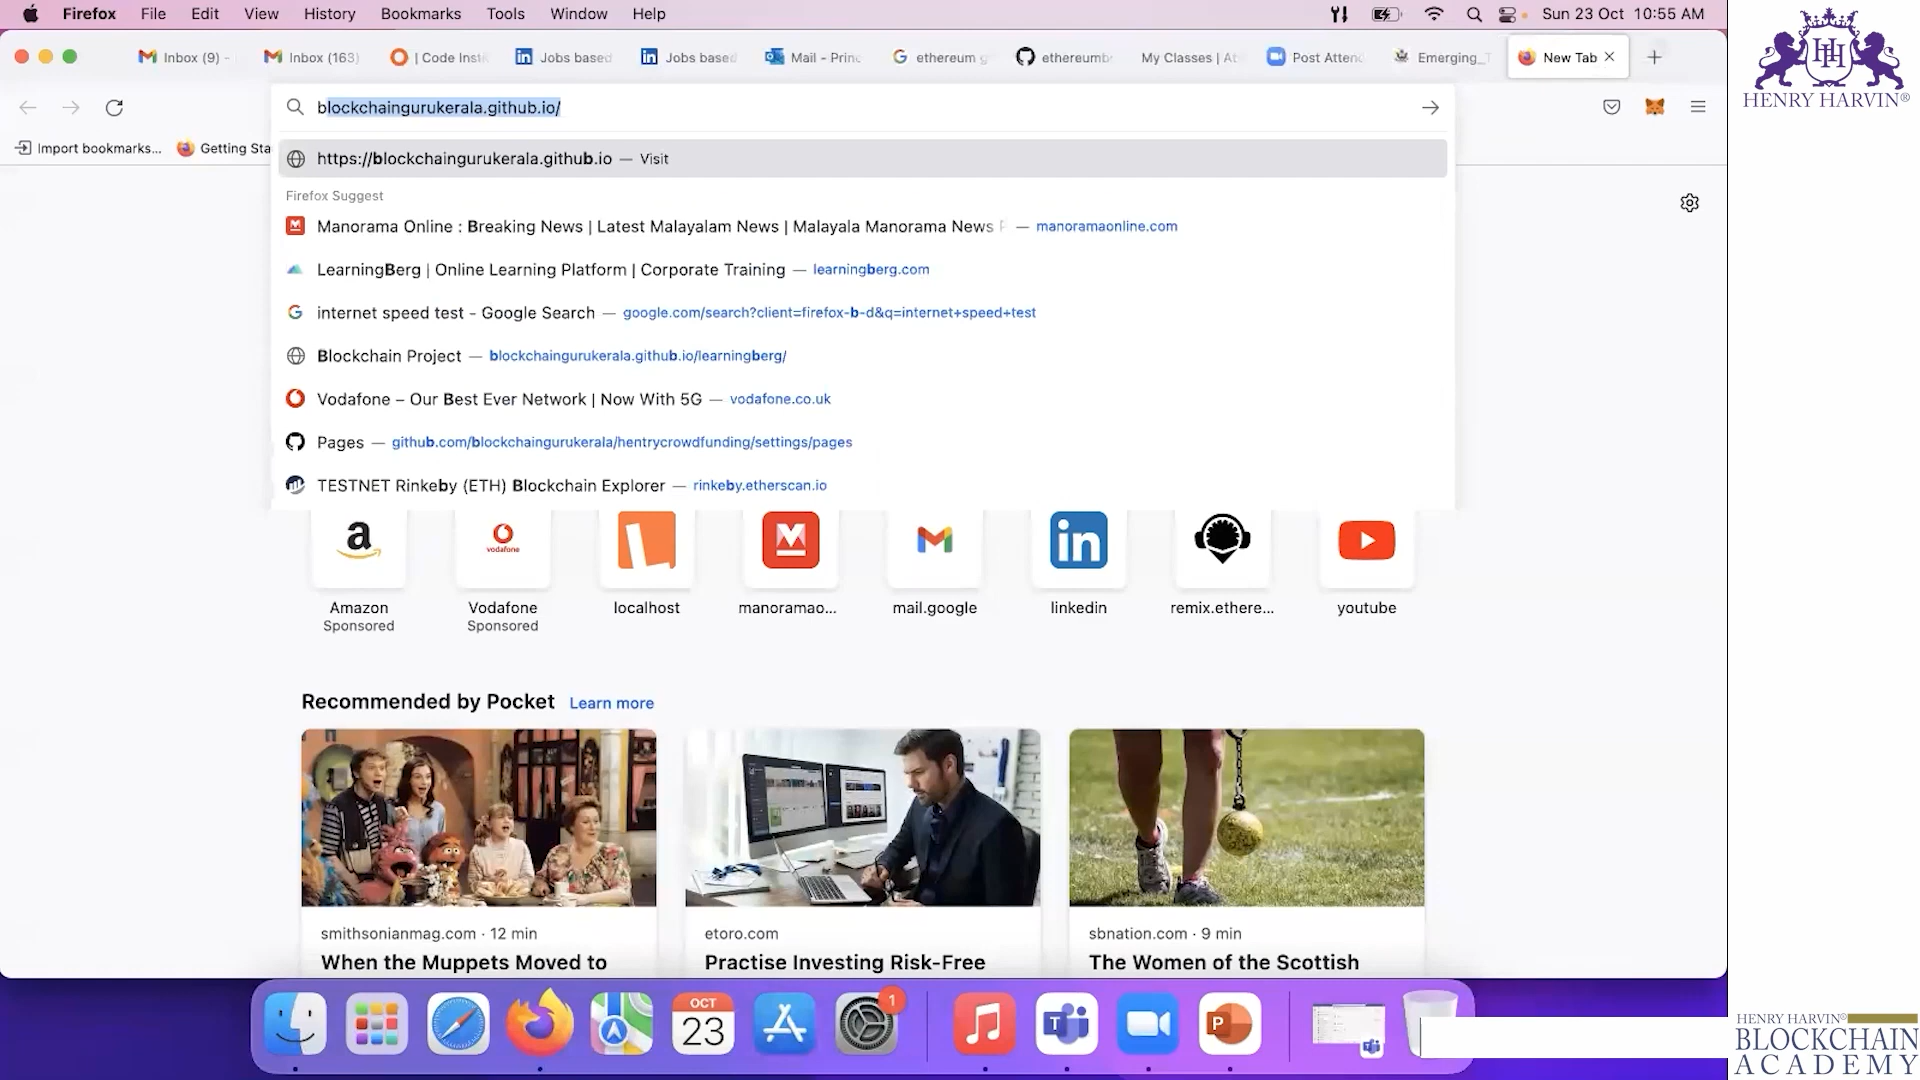 Firefox File Edit View History Bookmarks Tools Window Help Sun 23 Oct 10:55 AM
Inbox (9) - Inbox (163) | Code Insti Jobs based Jobs based Mail - Princ ethereum g ethereumb My Classes | At Post Attend Emerging_T New Tab
blockchaingurukerala.github.io/
Import bookmarks... Getting Sta
https://blockchaingurukerala.github.io — Visit
Firefox Suggest
Manorama Online : Breaking News | Latest Malayalam News | Malayala Manorama News — manoramaonline.com
LearningBerg | Online Learning Platform | Corporate Training — learningberg.com
internet speed test - Google Search — google.com/search?client=firefox-b-d&q=internet+speed+test
Blockchain Project — blockchaingurukerala.github.io/learningberg/
Vodafone – Our Best Ever Network | Now With 5G — vodafone.co.uk
Pages — github.com/blockchaingurukerala/hentrycrowdfunding/settings/pages
TESTNET Rinkeby (ETH) Blockchain Explorer — rinkeby.etherscan.io
vodafone
Amazon Vodafone localhost manoramao... mail.google linkedin remix.ethere... youtube
Sponsored Sponsored
Recommended by Pocket Learn more
smithsonianmag.com · 12 min etoro.com sbnation.com · 9 min
When the Muppets Moved to Practise Investing Risk-Free The Women of the Scottish
OCT
23
1
HENRY HARVIN®
HENRY HARVIN®
BLOCKCHAIN
ACADEMY